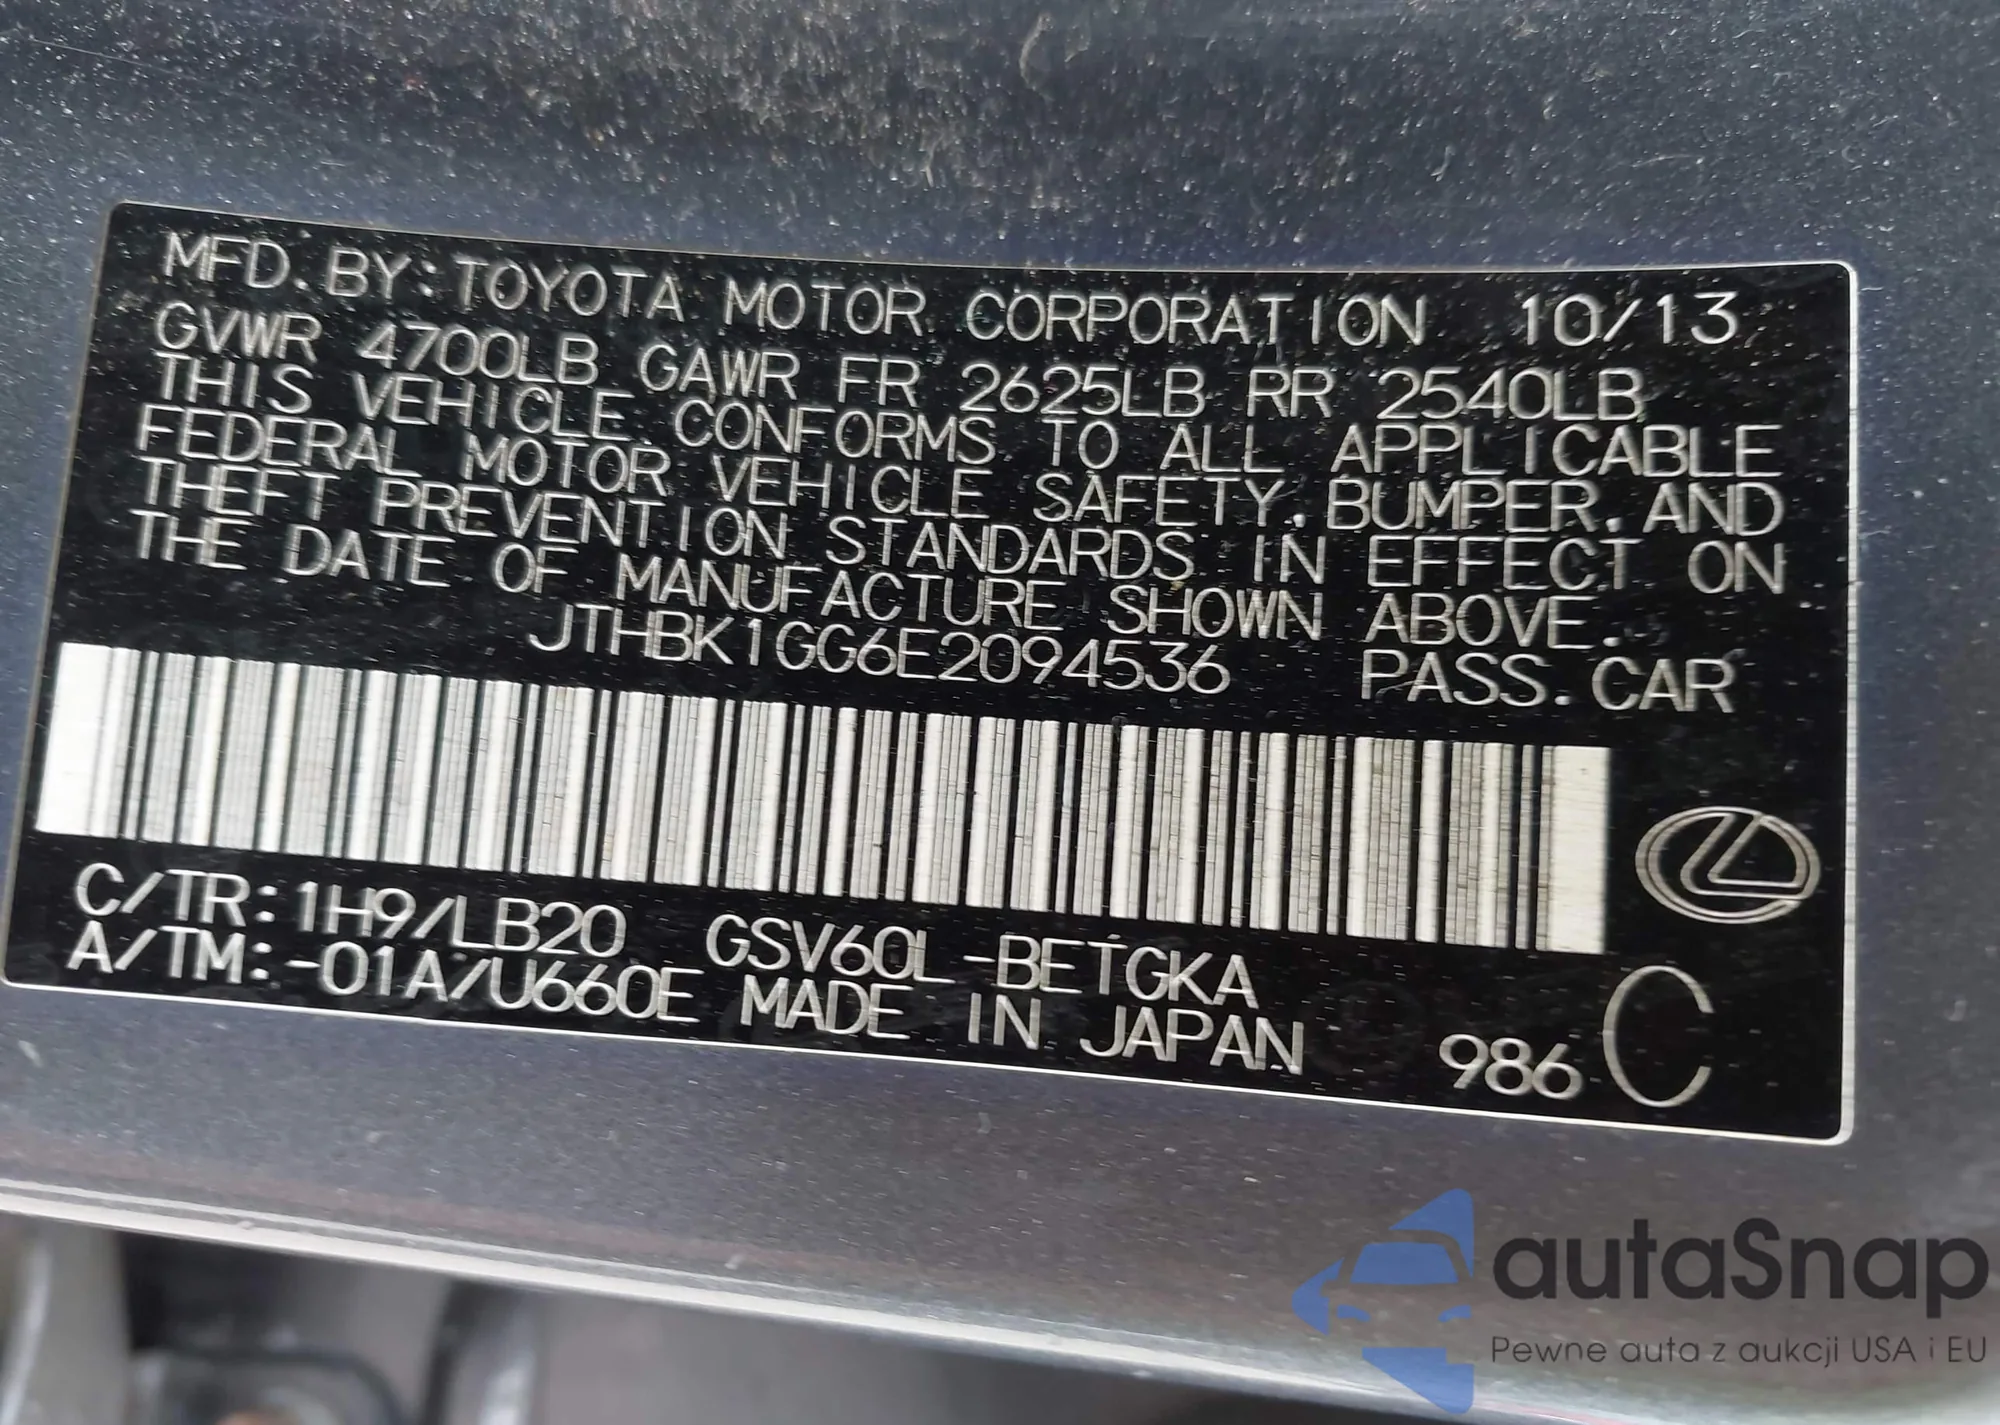 MFD. BY: TOYOTA MOTOR CORPORATION 10/13
GVWR 4700LB GAWR FR 2625LB RR 2540LB
THIS VEHICLE CONFORMS TO ALL APPLICABLE
FEDERAL MOTOR VEHICLE SAFETY, BUMPER, AND
THEFT PREVENTION STANDARDS IN EFFECT ON
THE DATE OF MANUFACTURE SHOWN ABOVE.
JTHBK1GG6E2094536 PASS. CAR
C/TR: 1H9/LB20 GSV60L-BETGKA
A/TM: -01A/U660E MADE IN JAPAN 986 C
autaSnap
Pewne auta z aukcji USA i EU